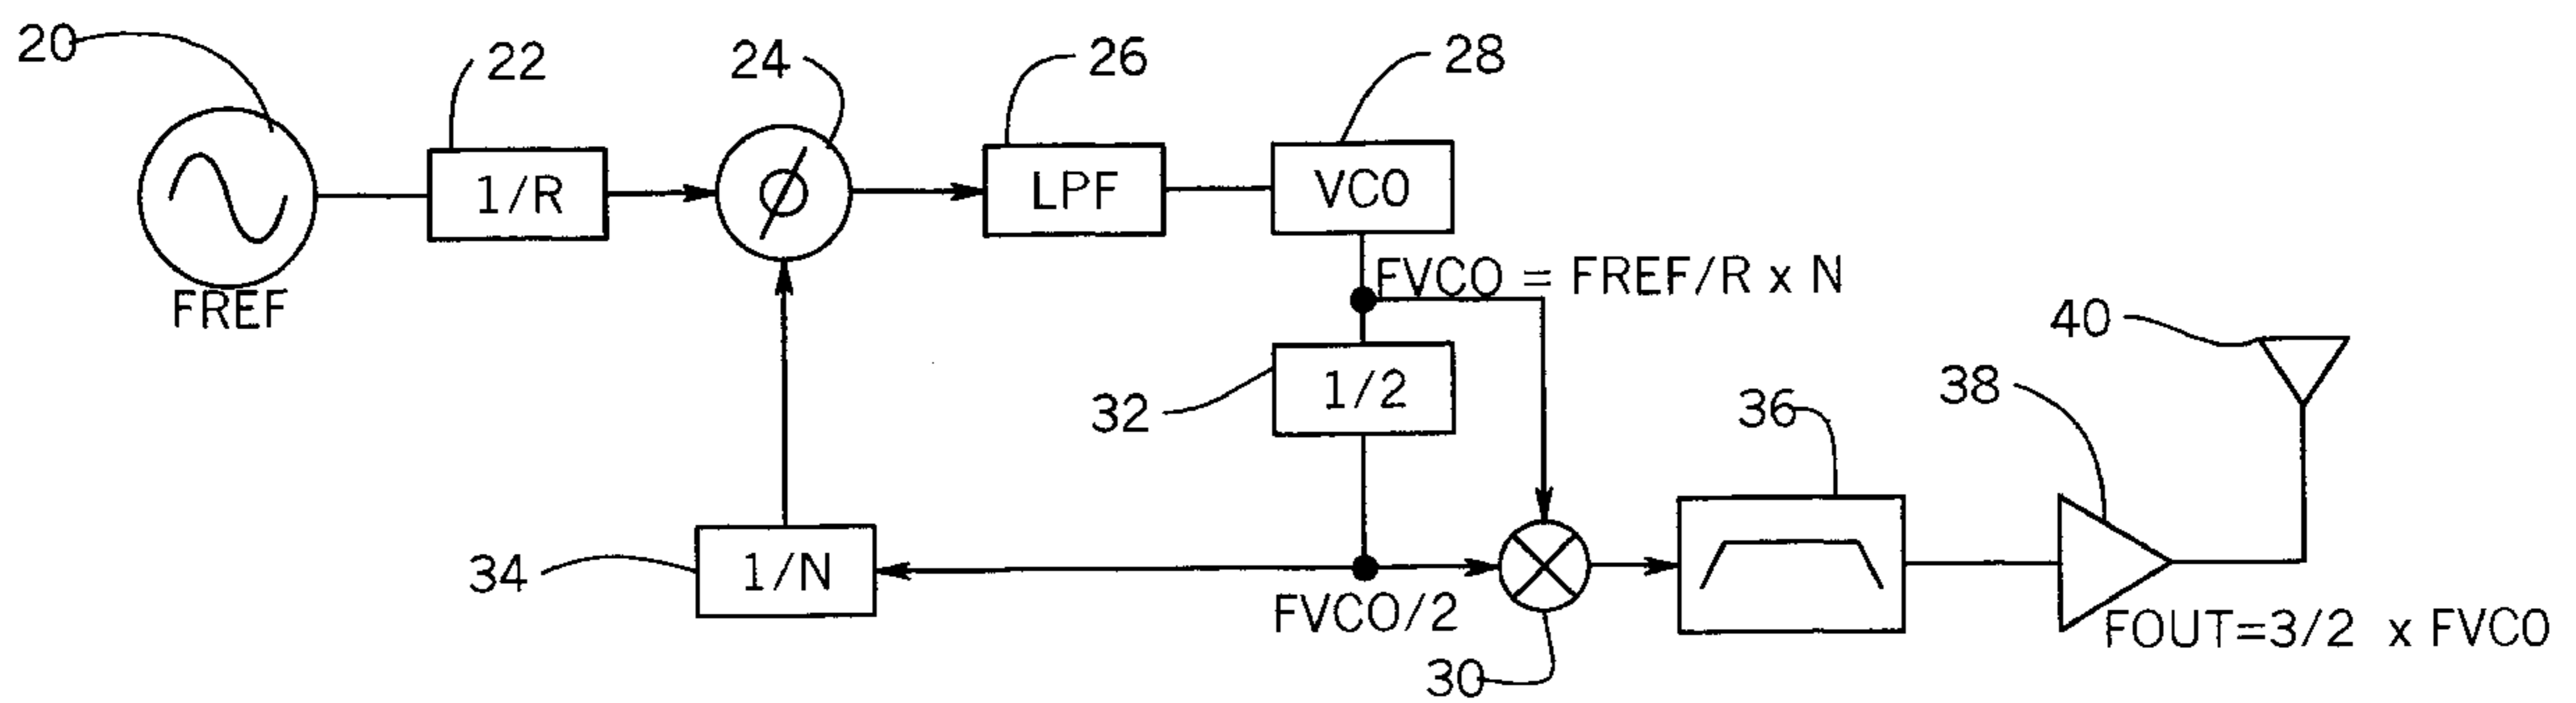 20
22
24
26
28
1/R
LPF
VCO
FREF
FVCO = FREF/R x N
40
32
1/2
36
38
34
1/N
FVCO/2
30
FOUT=3/2 x FVCO